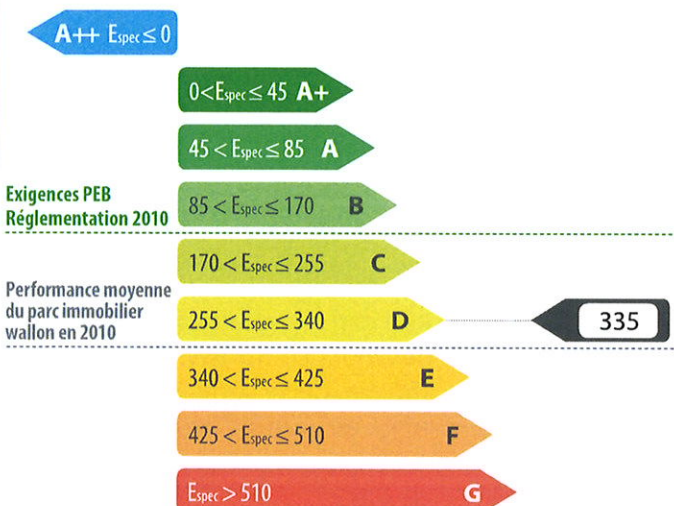 A++ Espec ≤ 0
0 < Espec ≤ 45 A+
45 < Espec ≤ 85 A
Exigences PEB
Réglementation 2010
85 < Espec ≤ 170 B
170 < Espec ≤ 255 C
Performance moyenne
du parc immobilier
wallon en 2010
255 < Espec ≤ 340 D
335
340 < Espec ≤ 425 E
425 < Espec ≤ 510 F
Espec > 510 G